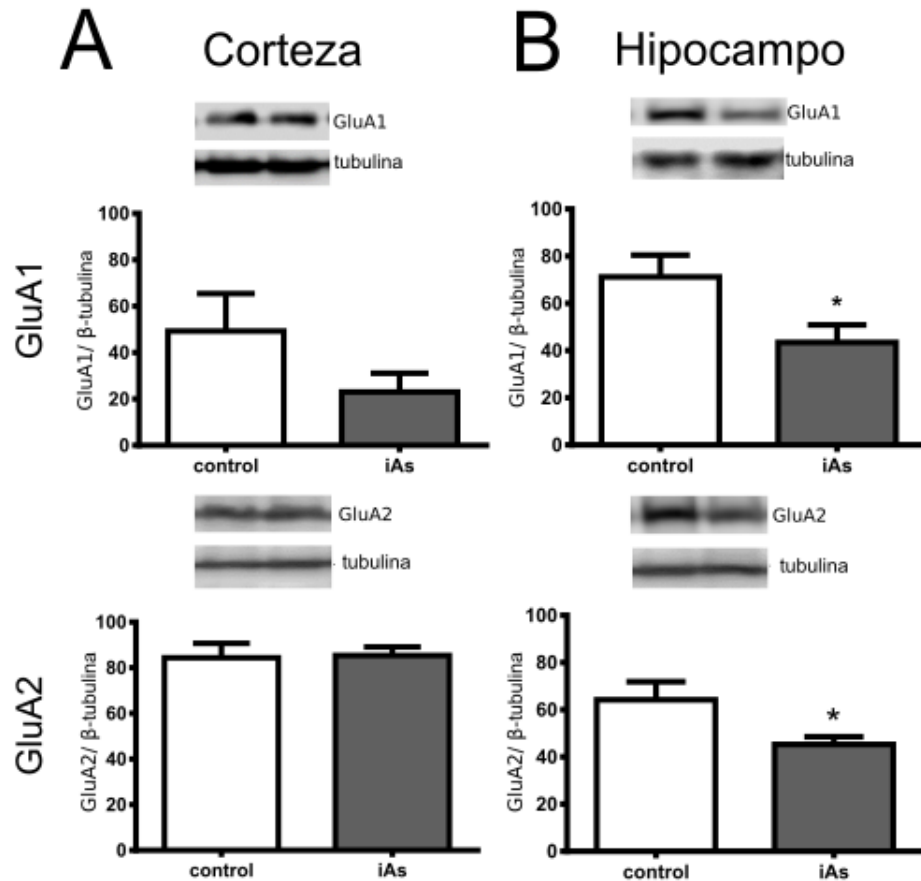 A Corteza
B Hipocampo
GluA1
GluA1
tubulina
GluA1/ β-tubulina
100
80
60
40
20
0
control iAs
GluA1
tubulina
GluA1/ β-tubulina
100
80
60
40
20
0
*
control iAs
GluA2
GluA2
tubulina
GluA2/ β-tubulina
100
80
60
40
20
0
control iAs
GluA2
tubulina
GluA2/ β-tubulina
100
80
60
40
20
0
*
control iAs